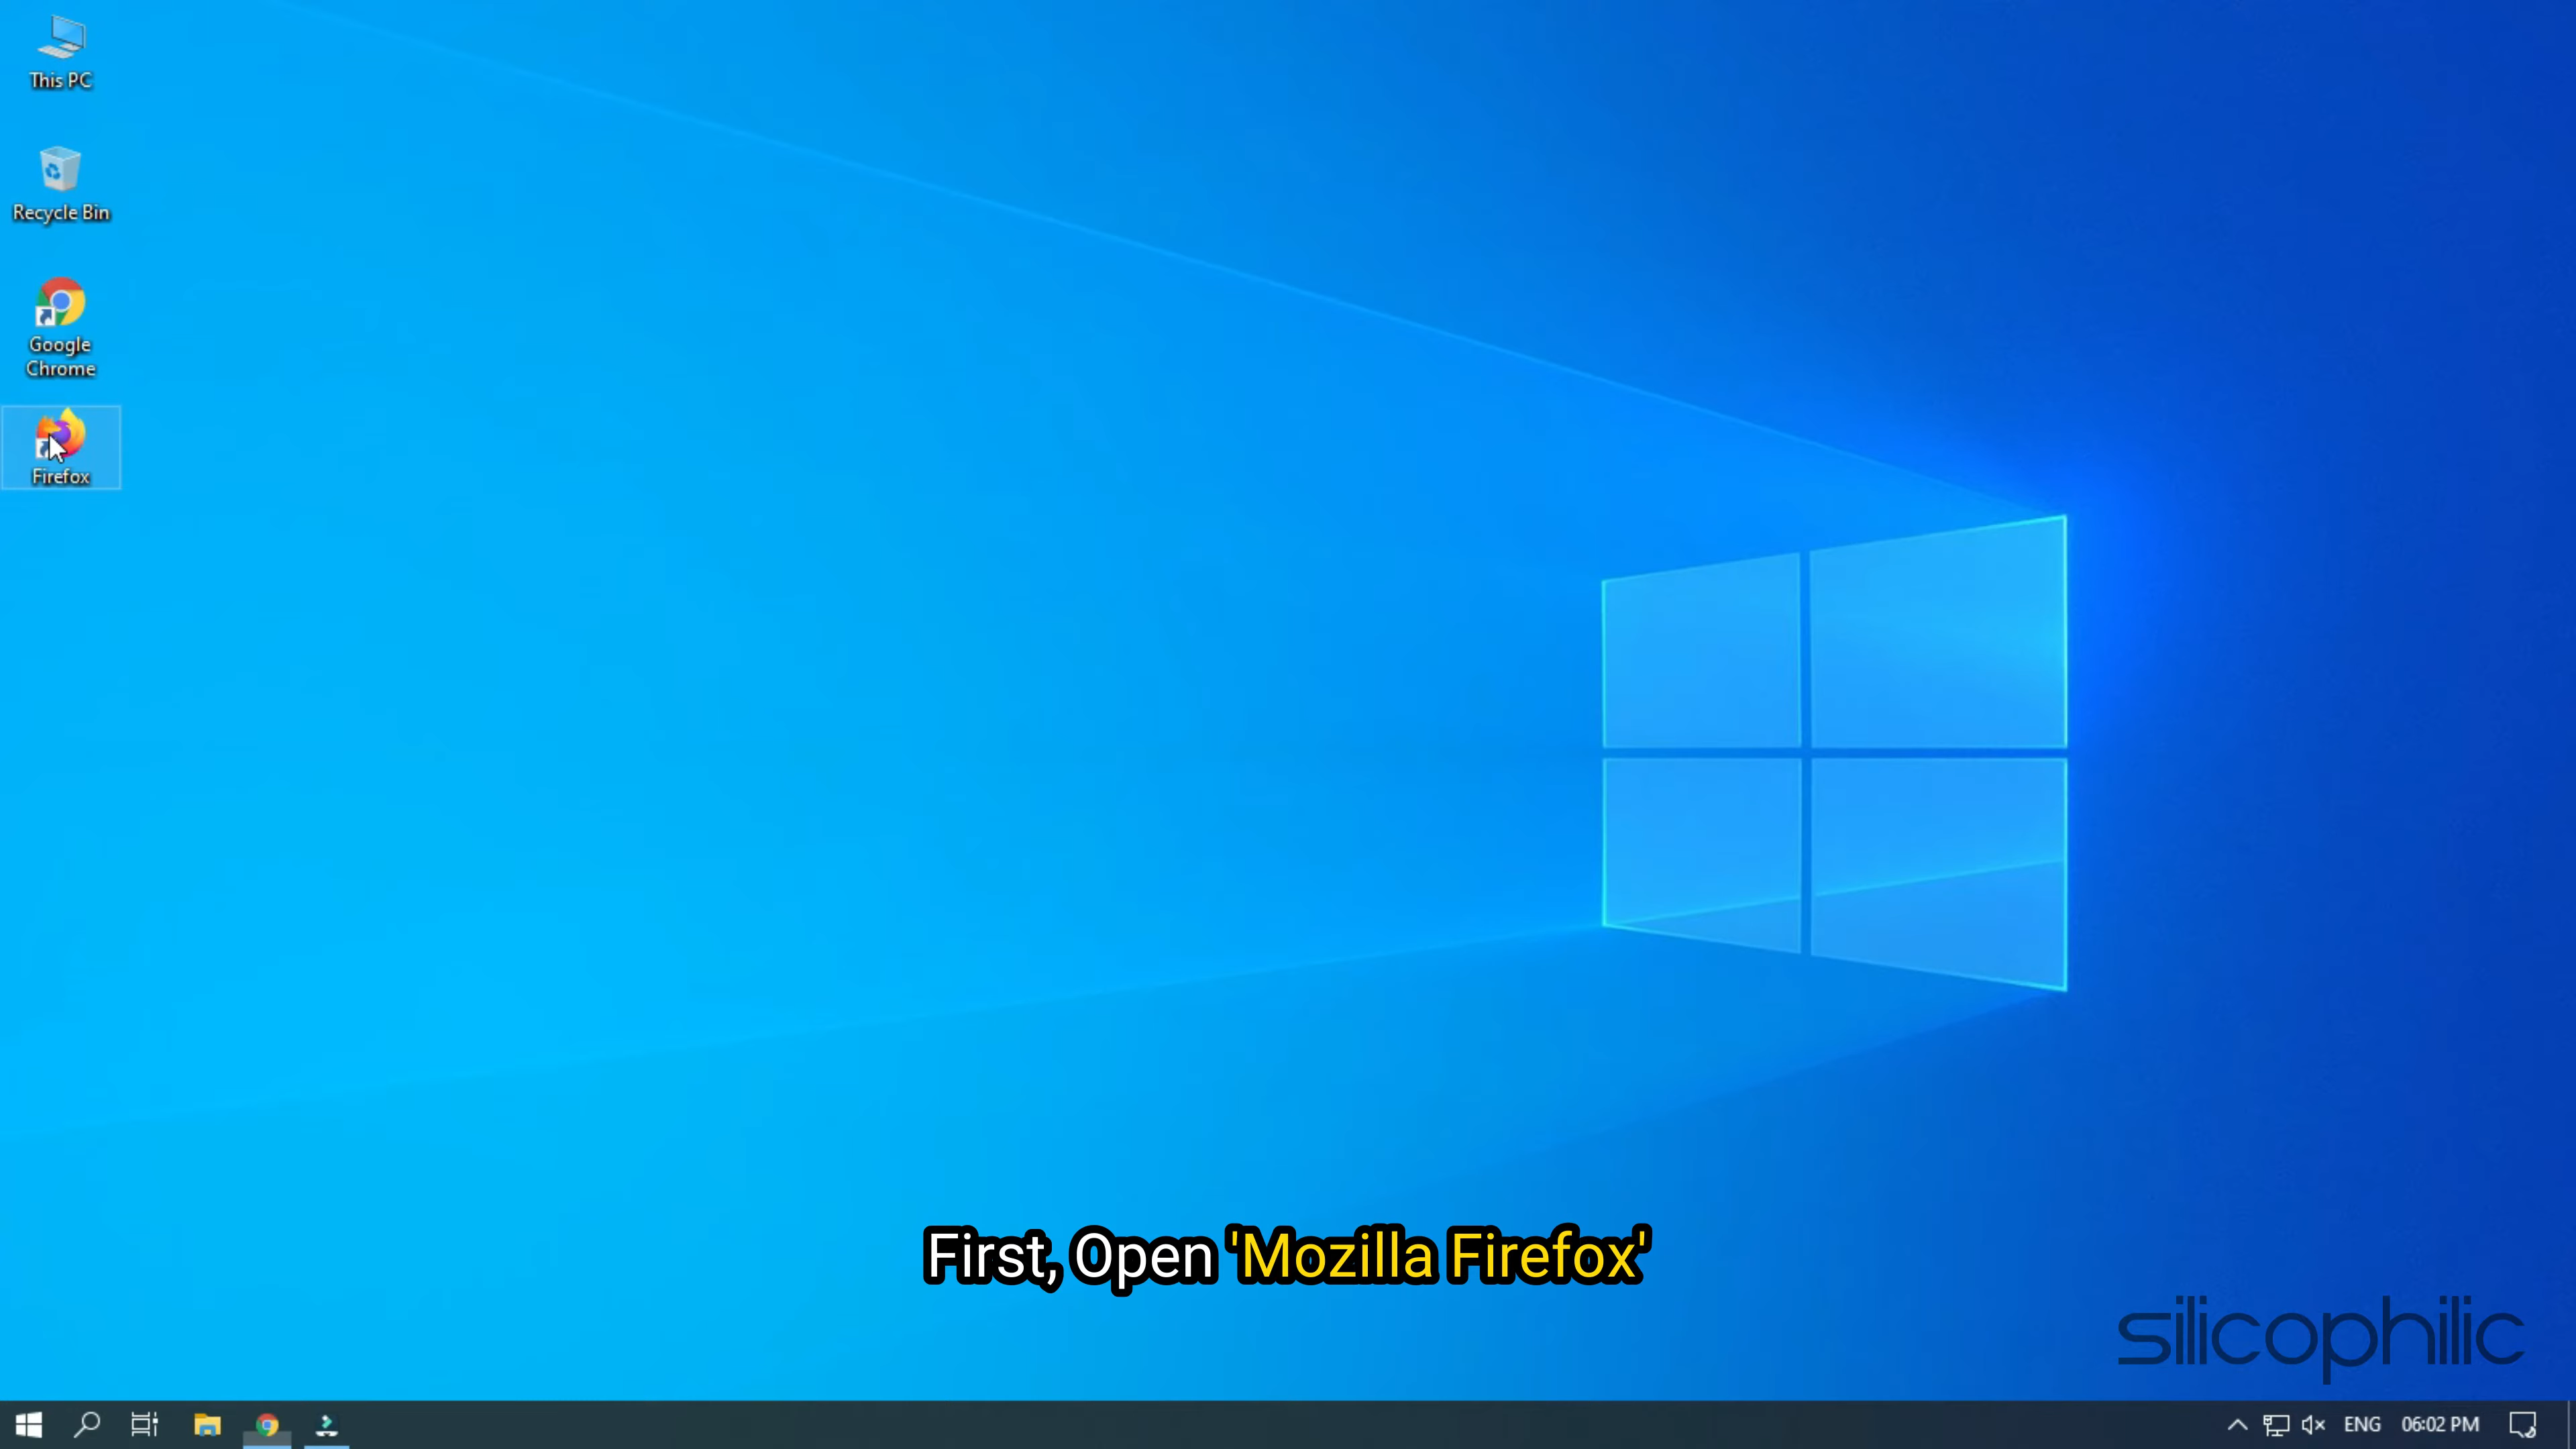 This PC
Recycle Bin
Google
Chrome
Firefox
First, Open 'Mozilla Firefox'
silicophilic
ENG
06:02 PM